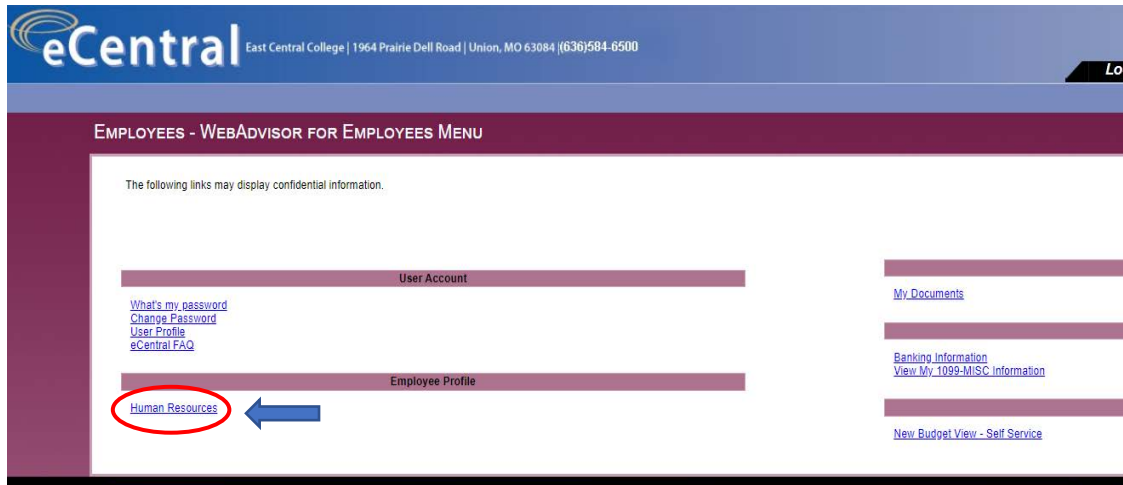 eCentral East Central College | 1964 Prairie Dell Road | Union, MO 63084 |(636)584-6500
Lo
EMPLOYEES - WEBADVISOR FOR EMPLOYEES MENU
The following links may display confidential information.
User Account
What's my password
Change Password
User Profile
eCentral FAQ
Employee Profile
Human Resources
My Documents
Banking Information
View My 1099-MISC Information
New Budget View - Self Service